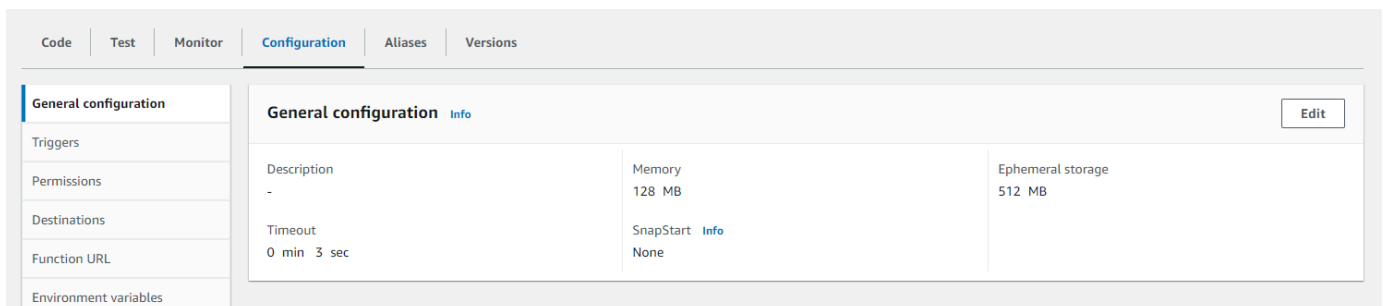 Code Test Monitor Configuration Aliases Versions
General configuration
Triggers
Permissions
Destinations
Function URL
Environment variables
General configuration Info Edit
Description Memory Ephemeral storage
- 128 MB 512 MB
Timeout SnapStart Info
0 min 3 sec None